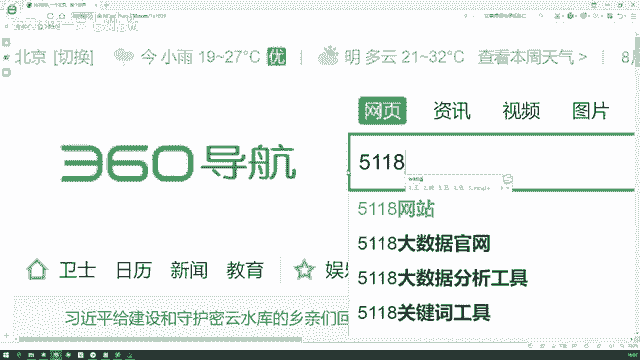 北京 [切换] 今 小雨 19~27°C 优 明 多云 21~32°C 查看本周天气 > 8
网页 资讯 视频 图片
360导航
5118
5118网站
5118大数据官网
5118大数据分析工具
5118关键词工具
卫士 日历 新闻 教育 娱
习近平给建设和守护密云水库的乡亲们回